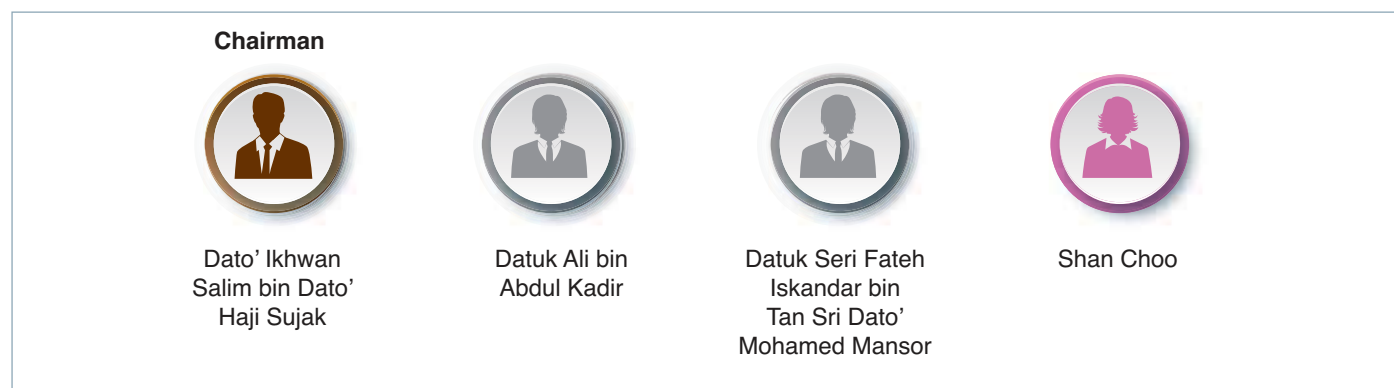 Chairman
Dato’ Ikhwan
Salim bin Dato’
Haji Sujak
Datuk Ali bin
Abdul Kadir
Datuk Seri Fateh
Iskandar bin
Tan Sri Dato’
Mohamed Mansor
Shan Choo